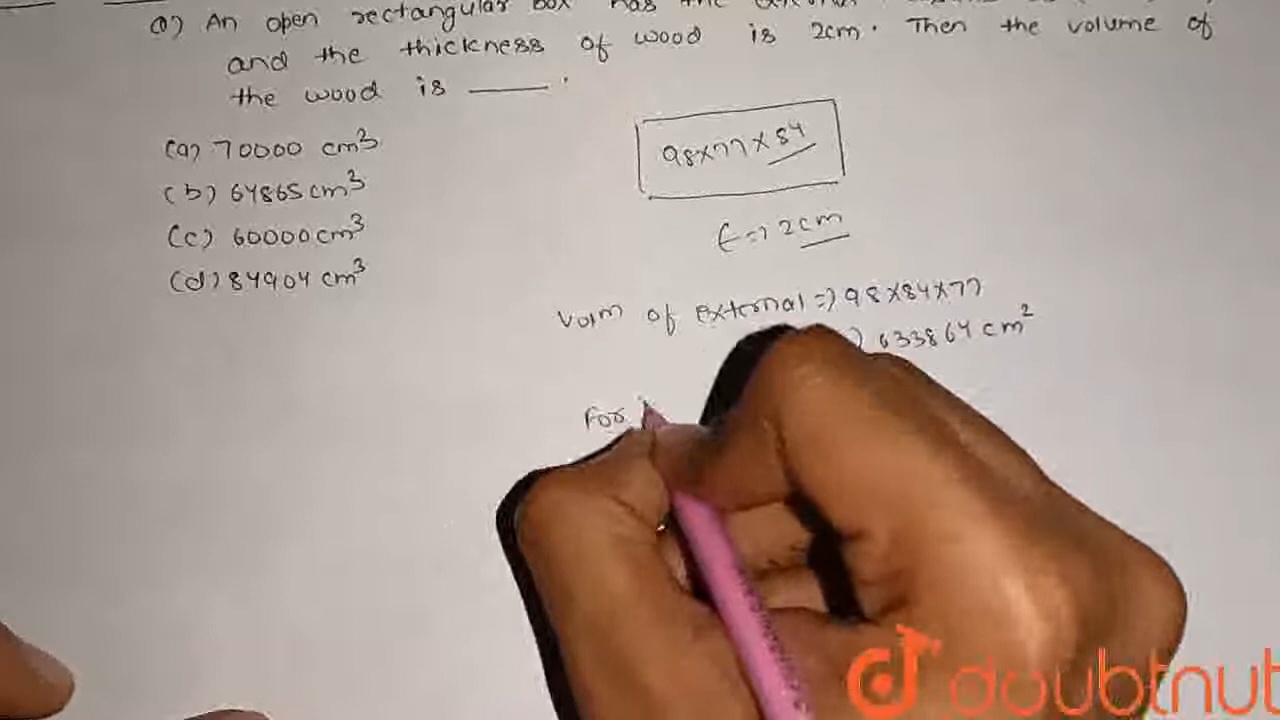 a) An open rectangular box has the external
and the thickness of wood is 2cm. Then the volume of
the wood is ____.
(a) 70000 cm³
(b) 64865 cm³
(c) 60000 cm³
(d) 84904 cm³
98×77×84
t=) 2cm
Volm of external =) 98×84×77
) 633864 cm²
For
doubtnut